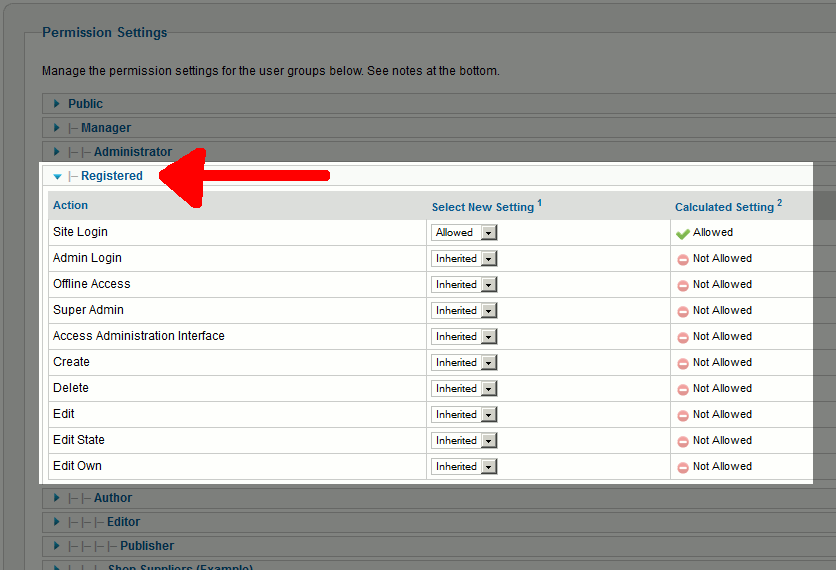 Permission Settings
Manage the permission settings for the user groups below. See notes at the bottom.
Public
|– Manager
|– |– Administrator
|– Registered
Action Select New Setting 1 Calculated Setting 2
Site Login Allowed Allowed
Admin Login Inherited Not Allowed
Offline Access Inherited Not Allowed
Super Admin Inherited Not Allowed
Access Administration Interface Inherited Not Allowed
Create Inherited Not Allowed
Delete Inherited Not Allowed
Edit Inherited Not Allowed
Edit State Inherited Not Allowed
Edit Own Inherited Not Allowed
|– |– Author
|– |– |– Editor
|– |– |– |– Publisher
|– |– |– Shop Suppliers (Example)